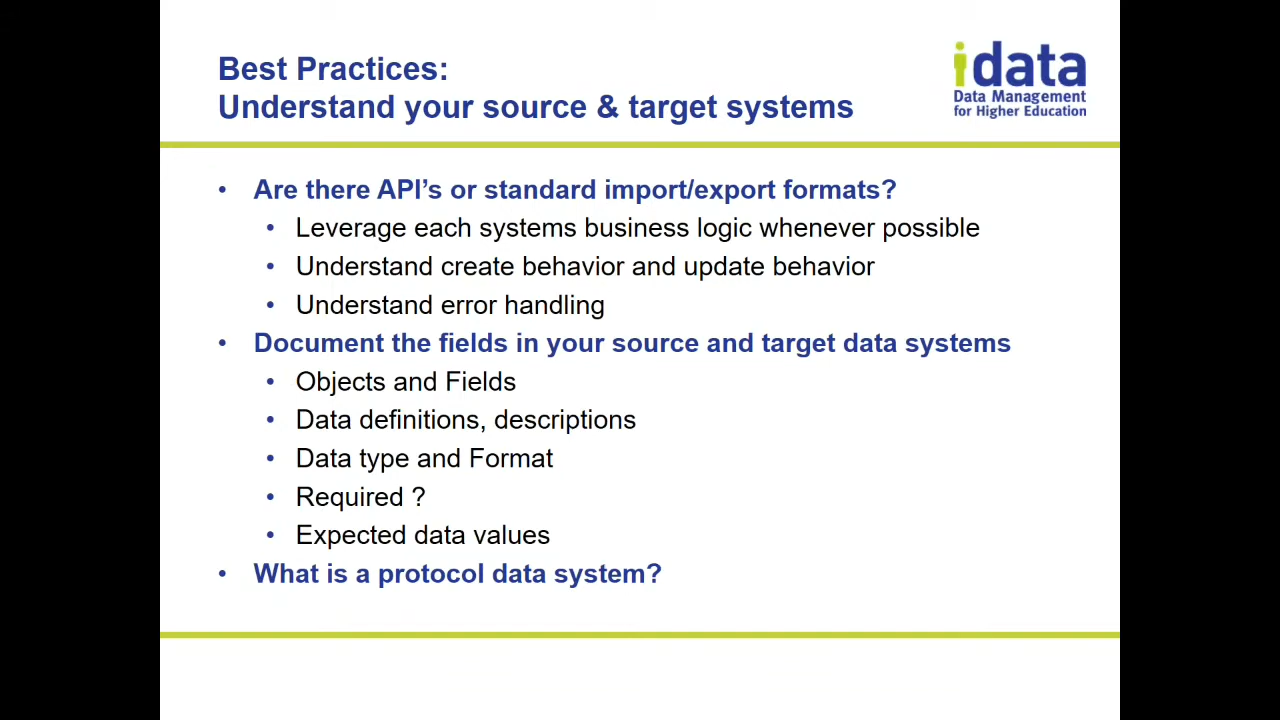 Best Practices:
Understand your source & target systems
idata
Data Management
for Higher Education
• Are there API’s or standard import/export formats?
• Leverage each systems business logic whenever possible
• Understand create behavior and update behavior
• Understand error handling
• Document the fields in your source and target data systems
• Objects and Fields
• Data definitions, descriptions
• Data type and Format
• Required ?
• Expected data values
• What is a protocol data system?